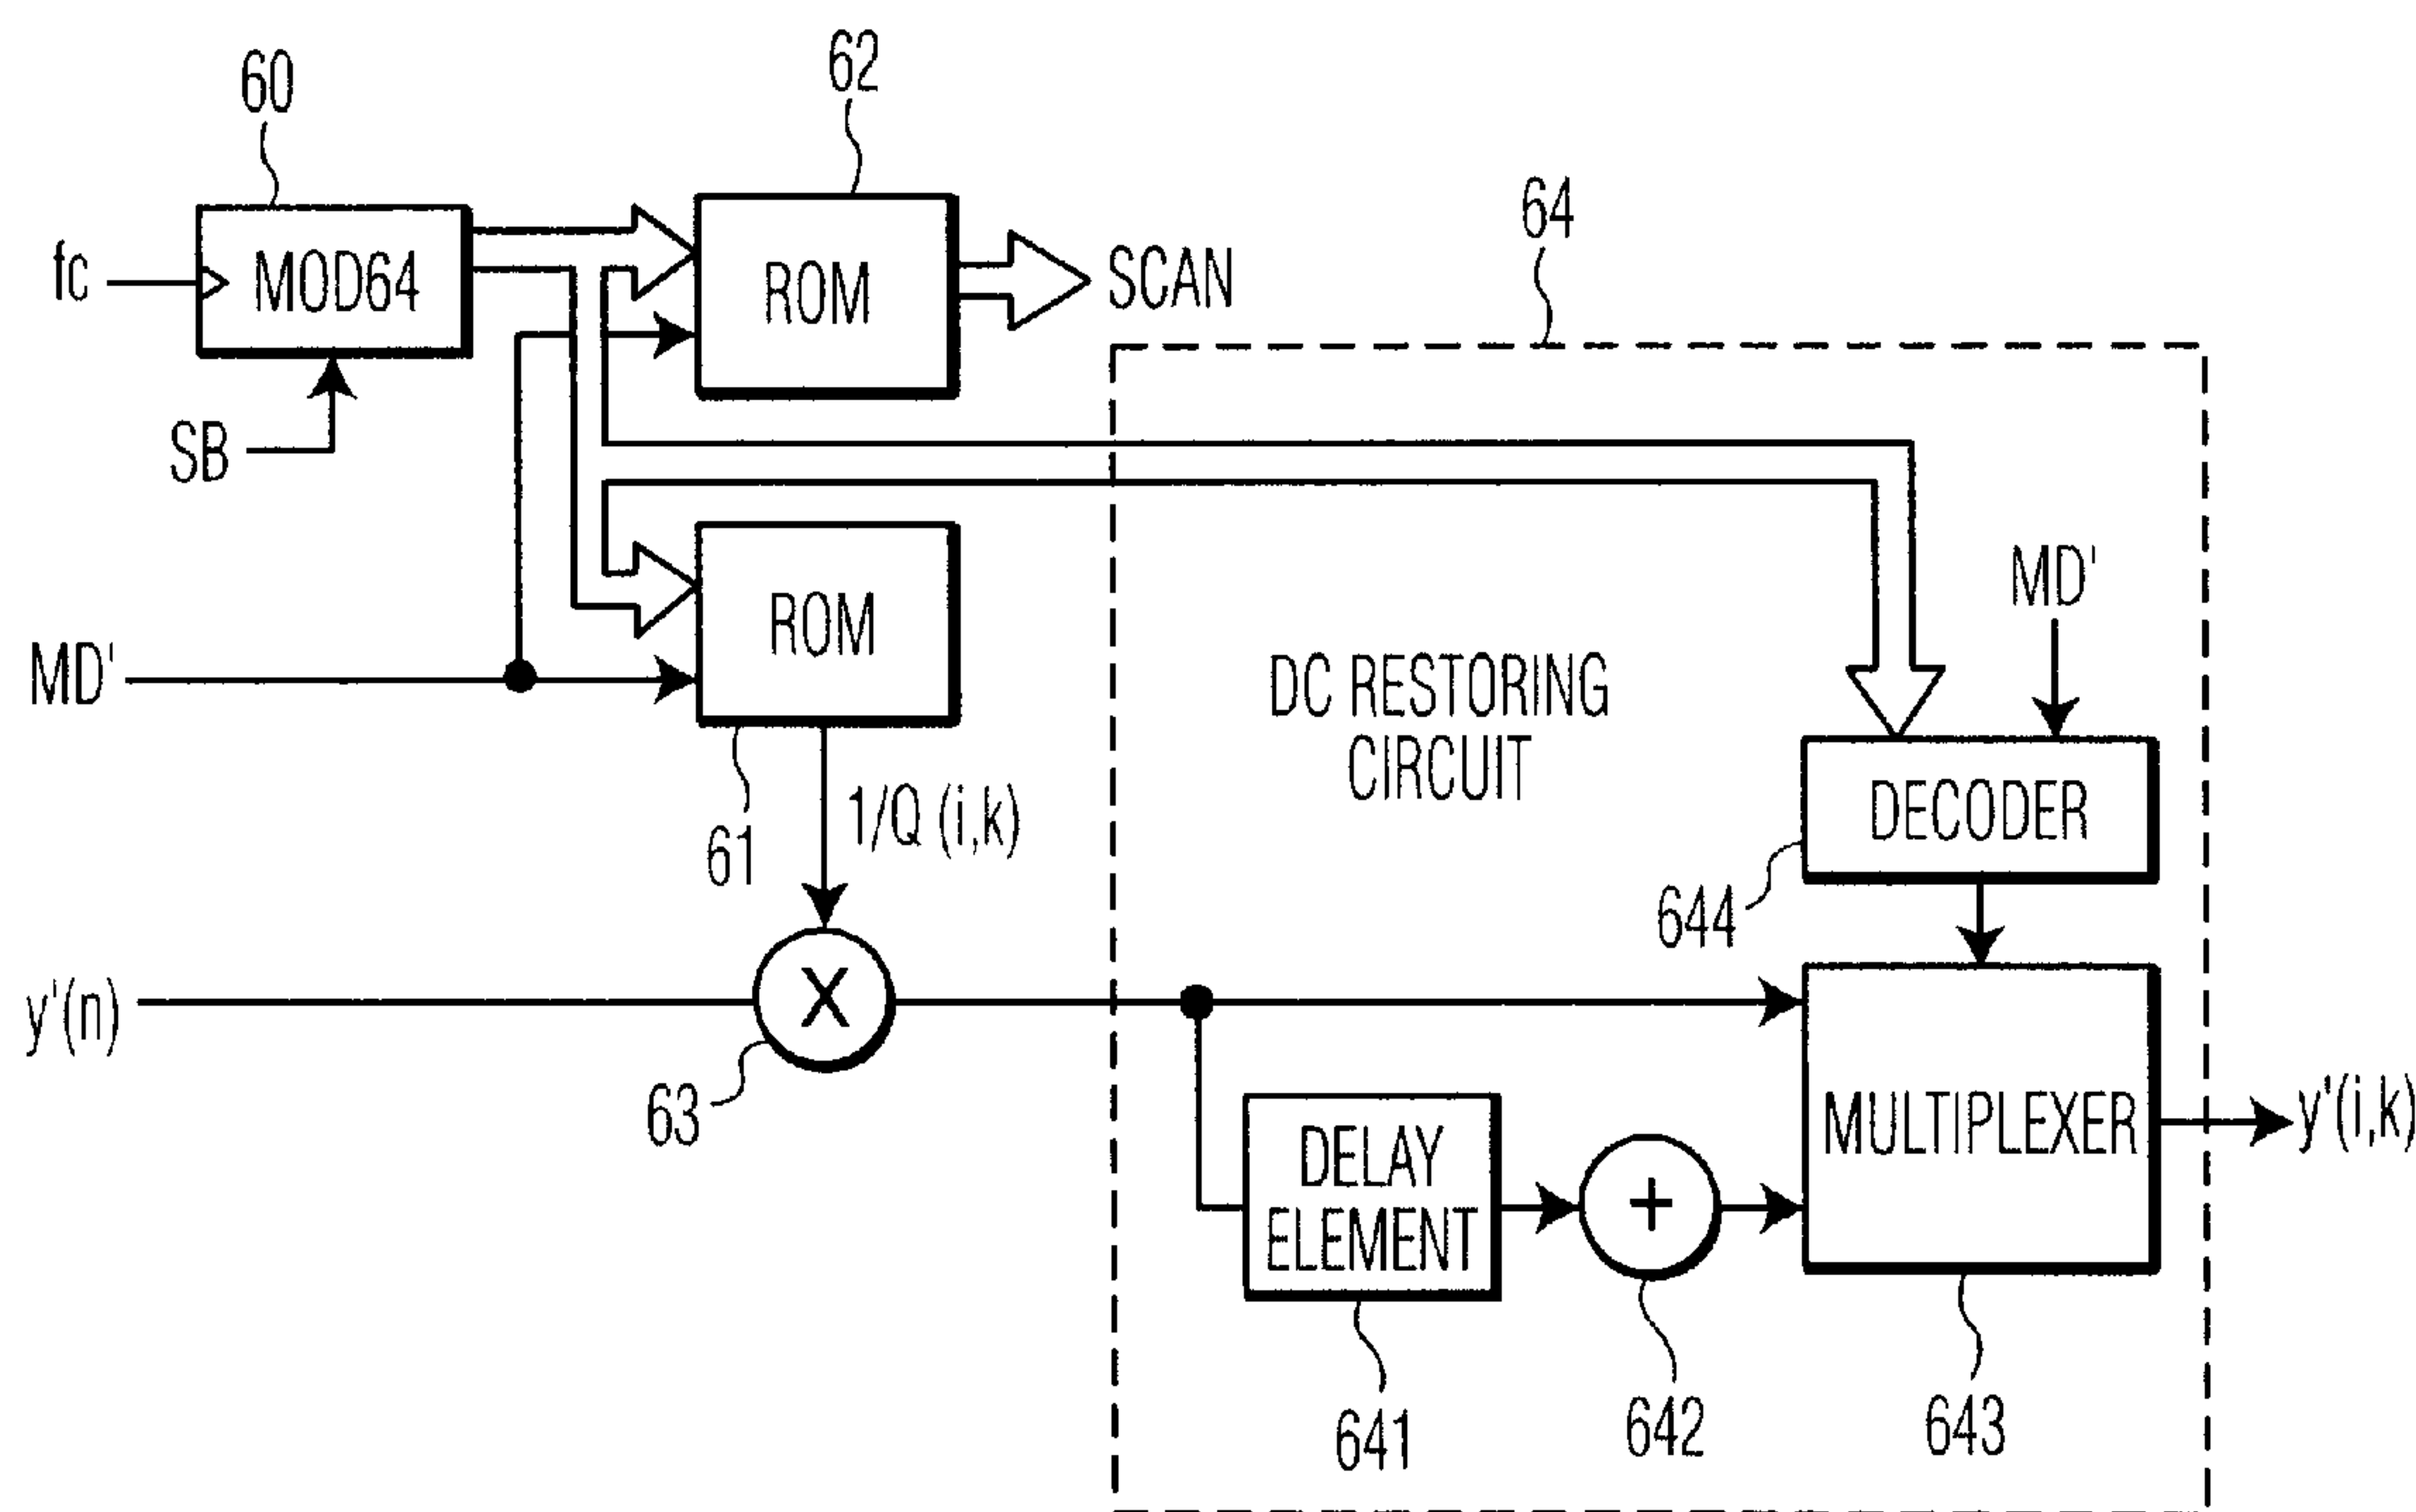 60
62
64
fc
MOD64
ROM
SCAN
SB
MD'
ROM
MD'
DC RESTORING
CIRCUIT
DECODER
61
1/Q (i,k)
644
y'(n)
X
63
DELAY
ELEMENT
+
MULTIPLEXER
y'(i,k)
641
642
643